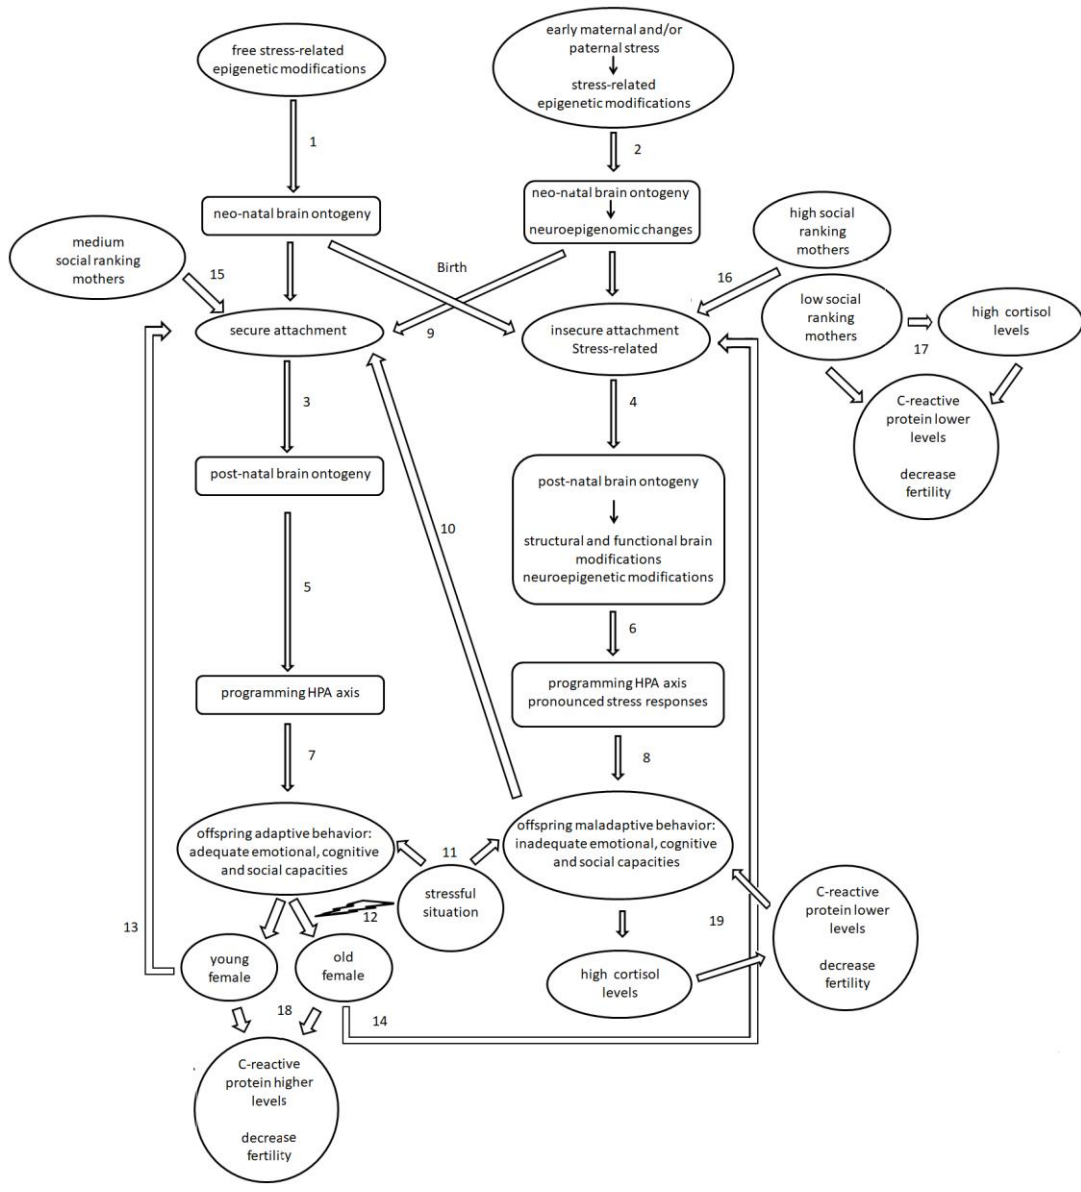 free stress-related
epigenetic modifications
early maternal and/or
paternal stress
stress-related
epigenetic modifications
1
2
neo-natal brain ontogeny
neo-natal brain ontogeny
neuroepigenomic changes
medium
social ranking
mothers
15
Birth
high social
ranking
mothers
16
secure attachment
9
insecure attachment
Stress-related
low social
ranking
mothers
17
high cortisol
levels
3
4
C-reactive
protein lower
levels
decrease
fertility
post-natal brain ontogeny
post-natal brain ontogeny
structural and functional brain
modifications
neuroepigenetic modifications
10
5
6
programming HPA axis
programming HPA axis
pronounced stress responses
7
8
offspring adaptive behavior:
adequate emotional, cognitive
and social capacities
offspring maladaptive behavior:
inadequate emotional, cognitive
and social capacities
11
stressful
situation
12
13
young
female
old
female
high cortisol
levels
19
C-reactive
protein lower
levels
decrease
fertility
18
14
C-reactive
protein higher
levels
decrease
fertility